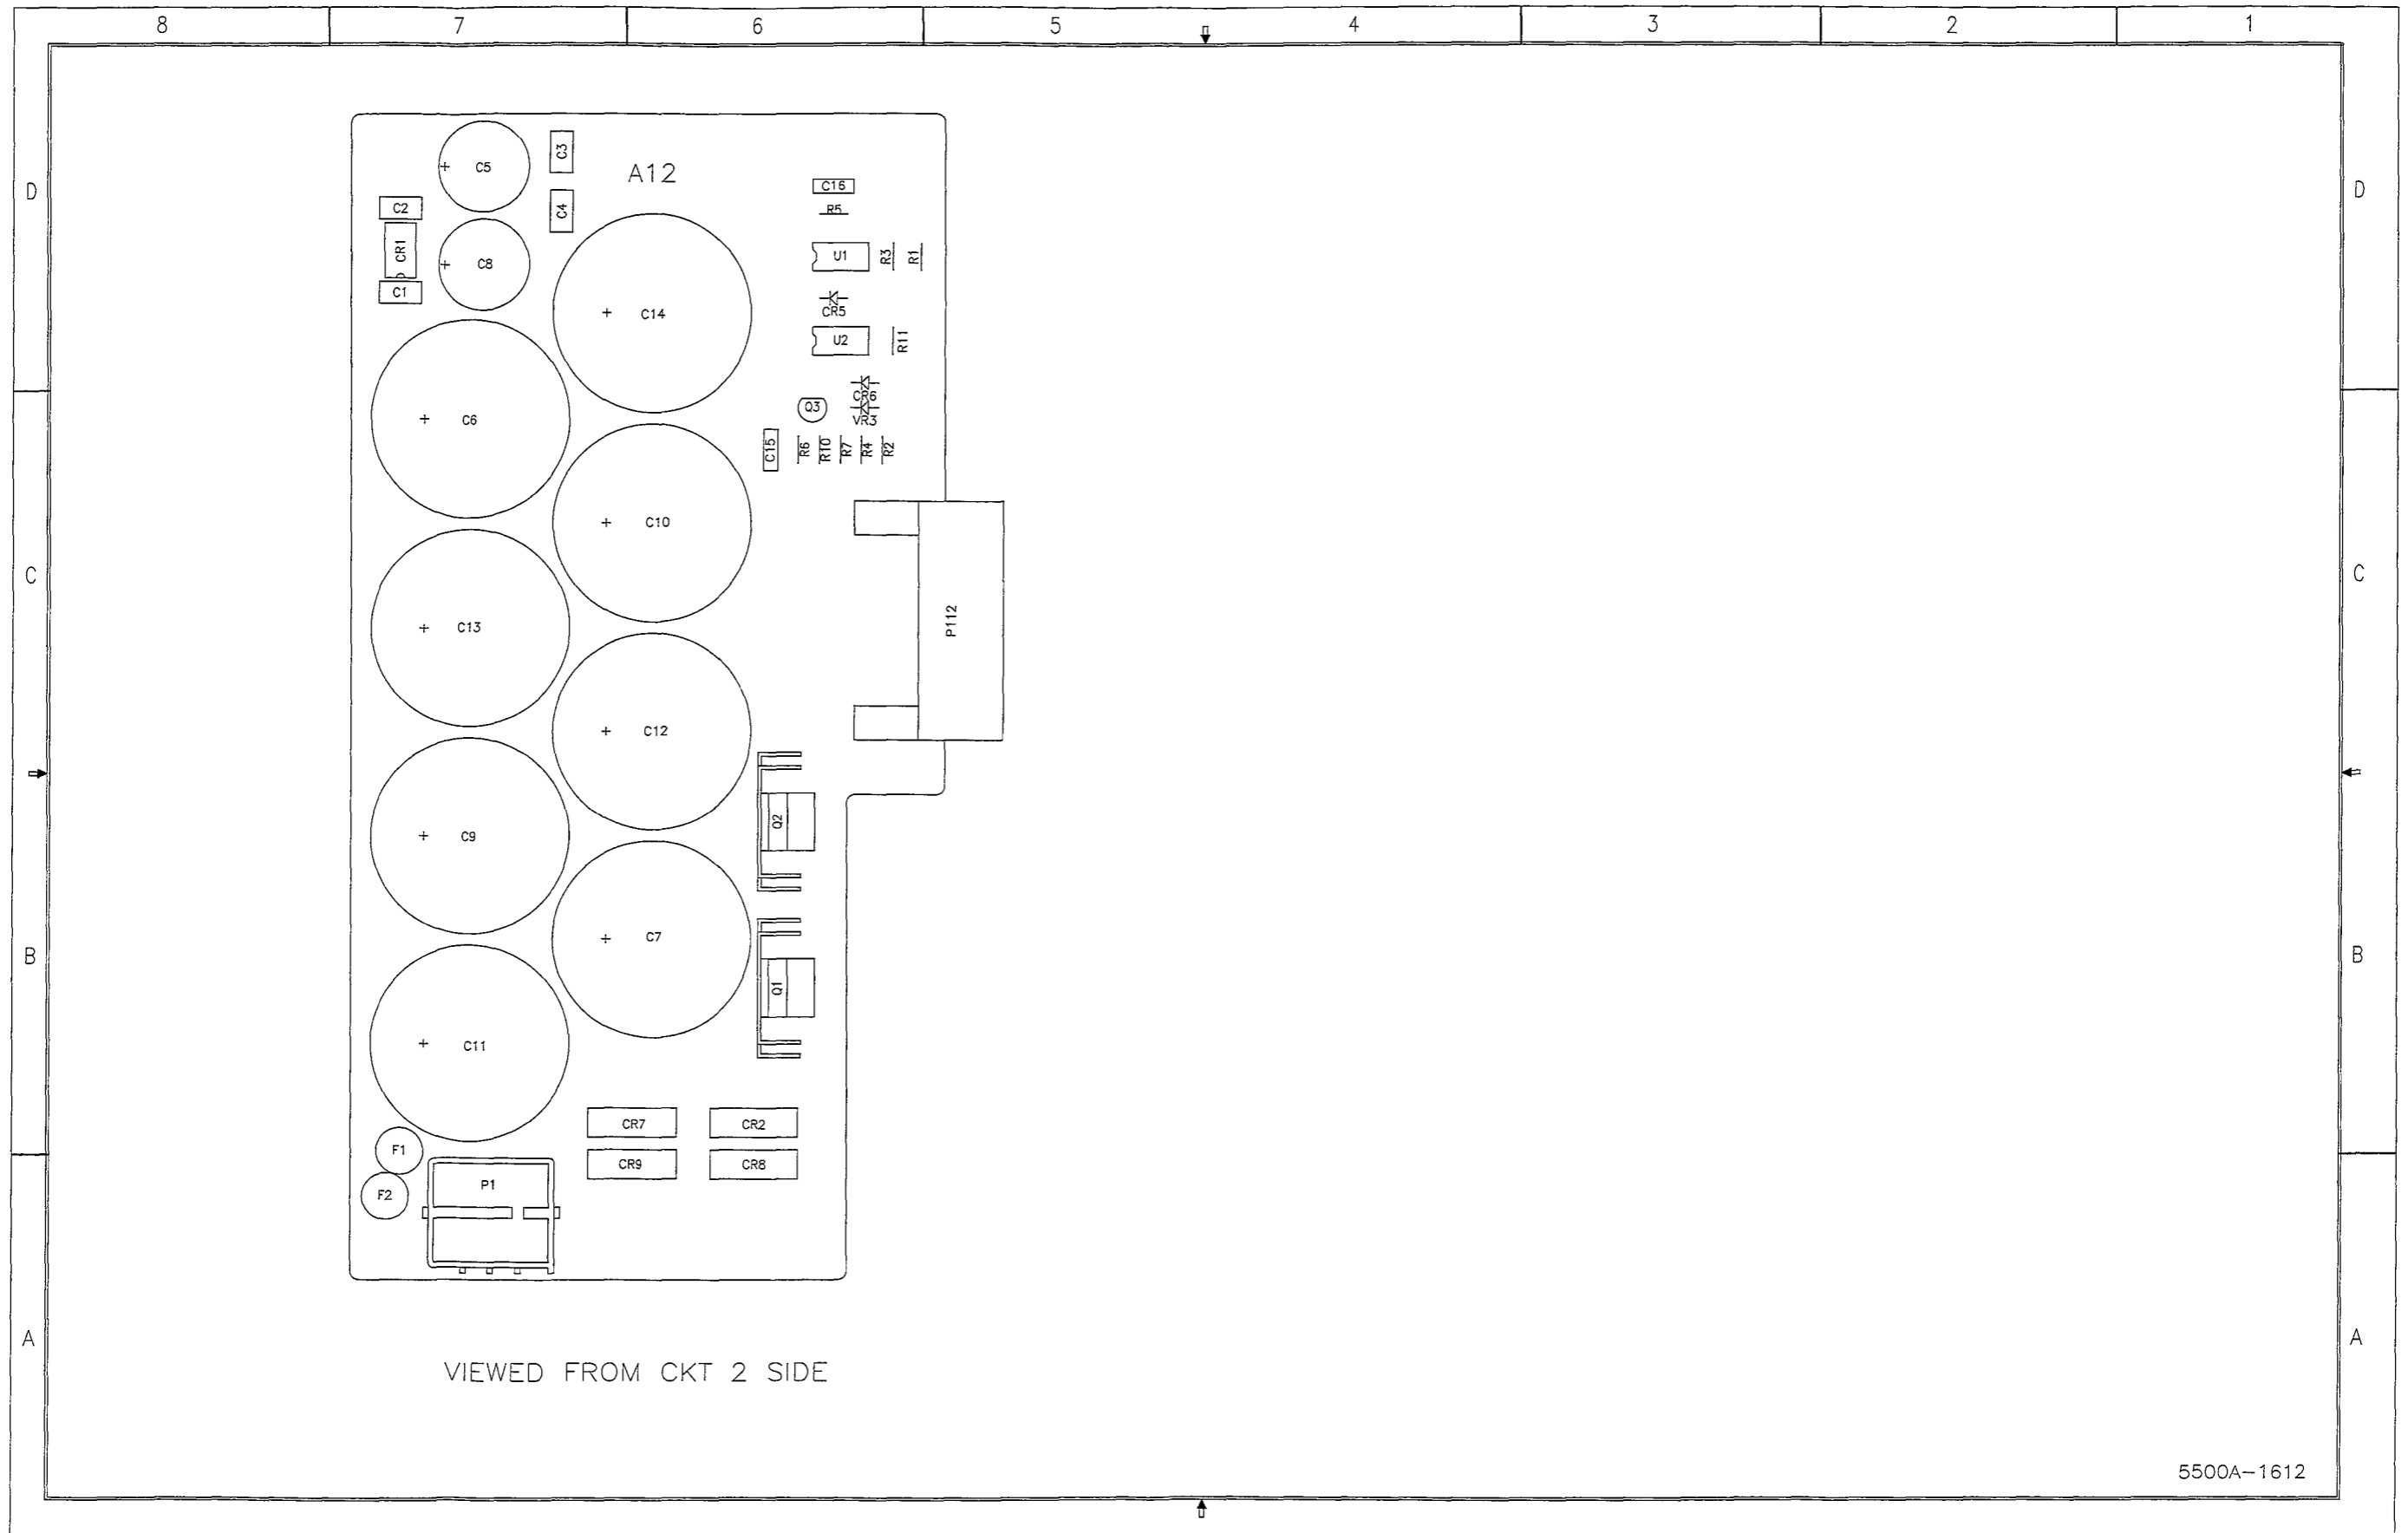 8 7 6 5 4 3 2 1
C5
C3
A12
D
D
C16
C2
C4
R5
CR1
C8
U1
R3
R1
C1
C14
CR5
U2
R11
CR6
Q3
VR3
C6
C15
R6
R10
R7
R4
R2
C10
C
C
C13
P112
C12
Q2
C9
C7
B
B
Q1
C11
CR7
CR2
F1
CR9
CR8
P1
F2
A
A
VIEWED FROM CKT 2 SIDE
5500A-1612